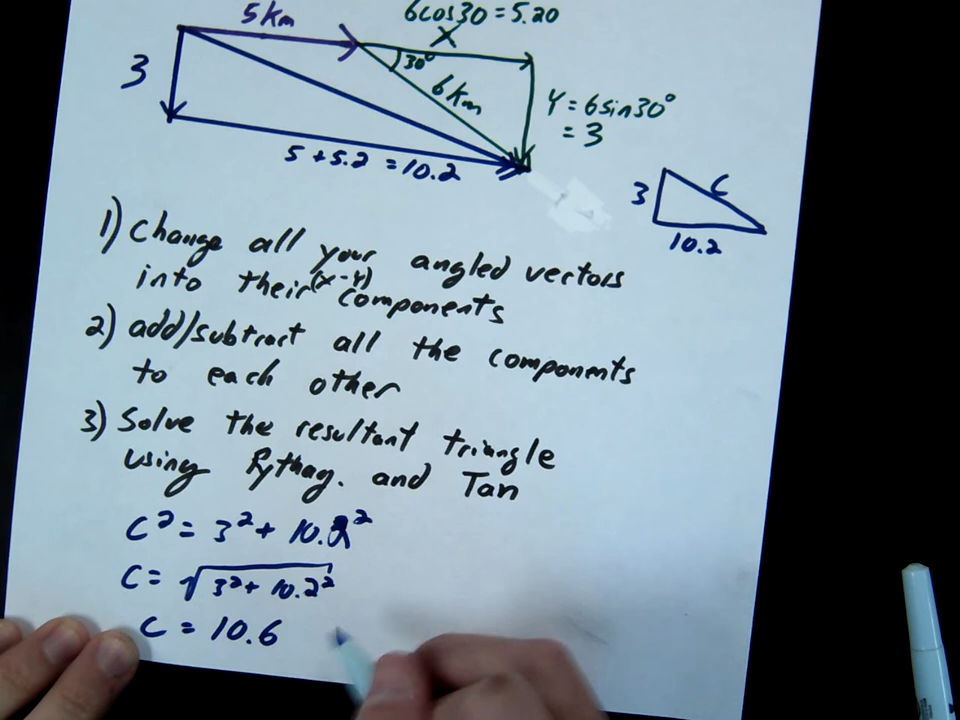 5km
6cos30 = 5.20
X
3
30°
6km
Y = 6sin30°
= 3
5 + 5.2 = 10.2
3
C
10.2
1) Change all your angled vectors
into their (x-y) components
2) add/subtract all the components
to each other
3) Solve the resultant triangle
using Pythag. and Tan
C² = 3² + 10.2²
C = √3² + 10.2²
C = 10.6